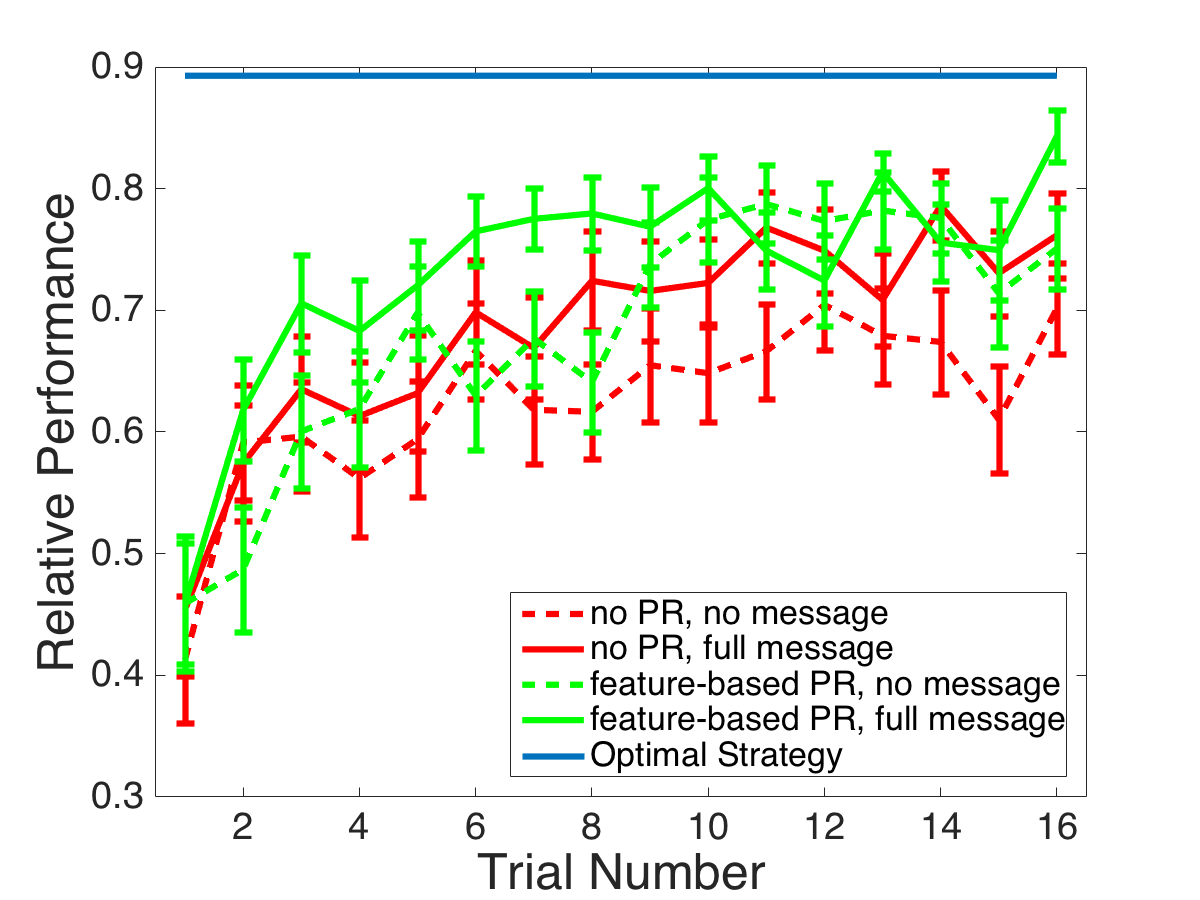 0.9
0.8
0.7
0.6
0.5
0.4
0.3
Relative Performance
no PR, no message
no PR, full message
feature-based PR, no message
feature-based PR, full message
Optimal Strategy
2 4 6 8 10 12 14 16
Trial Number